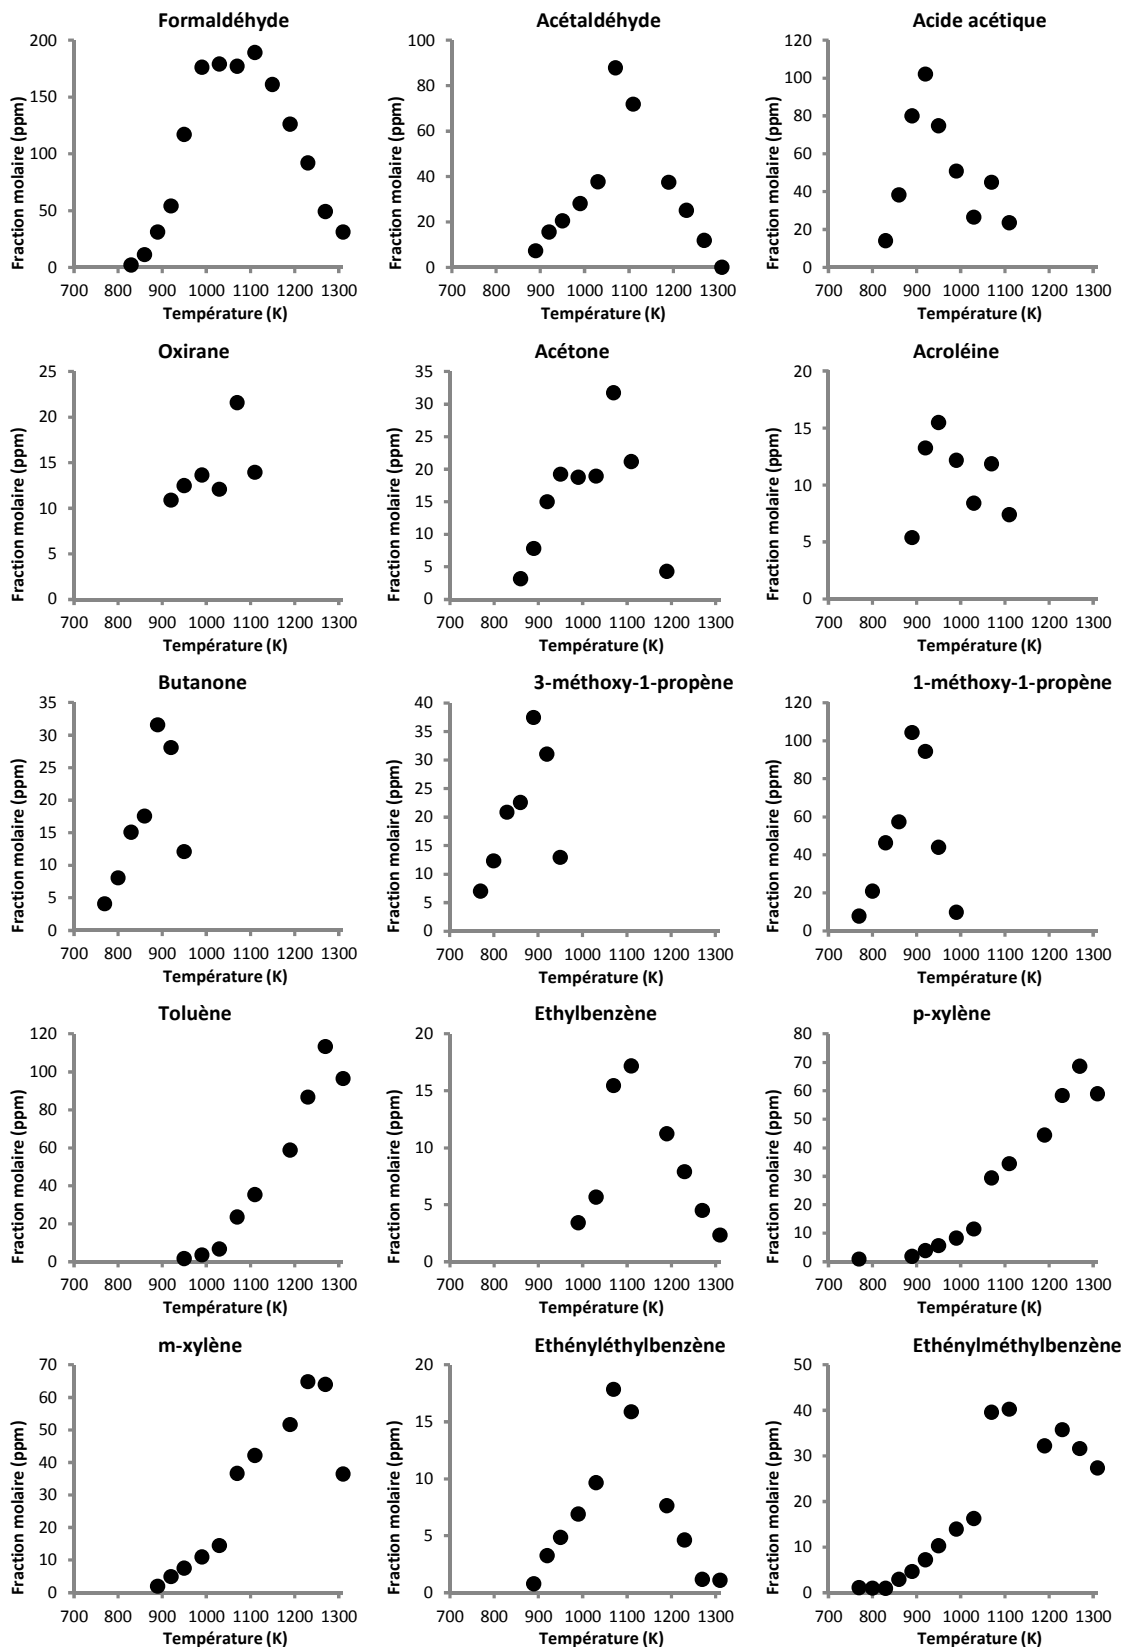 Formaldéhyde
Fraction molaire (ppm)
200
150
100
50
0
700 800 900 1000 1100 1200 1300
Température (K)
Acétaldéhyde
Fraction molaire (ppm)
100
80
60
40
20
0
700 800 900 1000 1100 1200 1300
Température (K)
Acide acétique
Fraction molaire (ppm)
120
100
80
60
40
20
0
700 800 900 1000 1100 1200 1300
Température (K)
Oxirane
Fraction molaire (ppm)
25
20
15
10
5
0
700 800 900 1000 1100 1200 1300
Température (K)
Acétone
Fraction molaire (ppm)
35
30
25
20
15
10
5
0
700 800 900 1000 1100 1200 1300
Température (K)
Acroléine
Fraction molaire (ppm)
20
15
10
5
0
700 800 900 1000 1100 1200 1300
Température (K)
Butanone
Fraction molaire (ppm)
35
30
25
20
15
10
5
0
700 800 900 1000 1100 1200 1300
Température (K)
3-méthoxy-1-propène
Fraction molaire (ppm)
40
35
30
25
20
15
10
5
0
700 800 900 1000 1100 1200 1300
Température (K)
1-méthoxy-1-propène
Fraction molaire (ppm)
120
100
80
60
40
20
0
700 800 900 1000 1100 1200 1300
Température (K)
Toluène
Fraction molaire (ppm)
120
100
80
60
40
20
0
700 800 900 1000 1100 1200 1300
Température (K)
Ethylbenzène
Fraction molaire (ppm)
20
15
10
5
0
700 800 900 1000 1100 1200 1300
Température (K)
p-xylène
Fraction molaire (ppm)
80
70
60
50
40
30
20
10
0
700 800 900 1000 1100 1200 1300
Température (K)
m-xylène
Fraction molaire (ppm)
70
60
50
40
30
20
10
0
700 800 900 1000 1100 1200 1300
Température (K)
Ethényléthylbenzène
Fraction molaire (ppm)
20
15
10
5
0
700 800 900 1000 1100 1200 1300
Température (K)
Ethénylméthylbenzène
Fraction molaire (ppm)
50
40
30
20
10
0
700 800 900 1000 1100 1200 1300
Température (K)